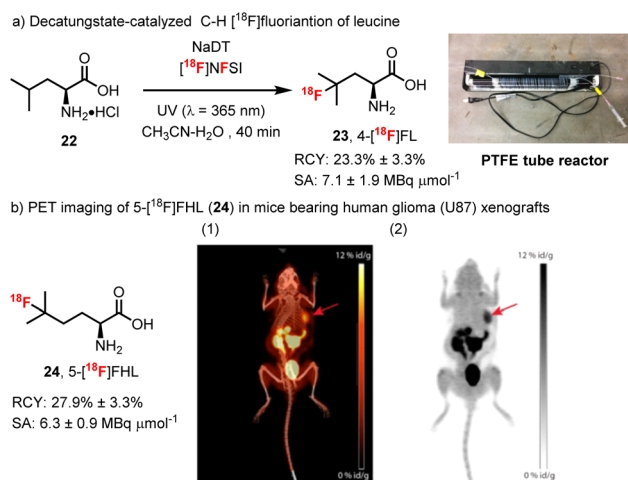 a) Decatungstate-catalyzed C-H [18F]fluoriantion of leucine
NaDT
[18F]NFSI
UV (λ = 365 nm)
CH3CN-H2O , 40 min
O
OH
NH2•HCl
22
18F
O
OH
NH2
23, 4-[18F]FL
RCY: 23.3% ± 3.3%
SA: 7.1 ± 1.9 MBq μmol-1
PTFE tube reactor
b) PET imaging of 5-[18F]FHL (24) in mice bearing human glioma (U87) xenografts
(1)
(2)
18F
O
OH
NH2
24, 5-[18F]FHL
RCY: 27.9% ± 3.3%
SA: 6.3 ± 0.9 MBq μmol-1
12 % id/g
0 % id/g
12 % id/g
0 % id/g